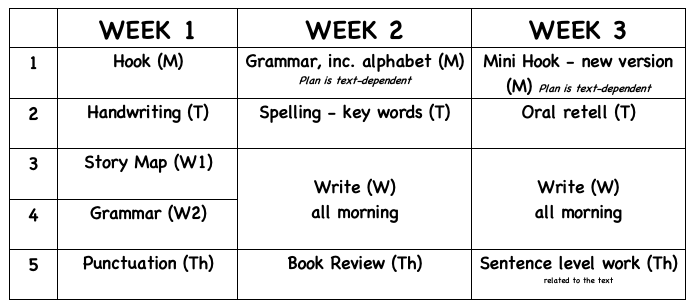 WEEK 1 WEEK 2 WEEK 3
1 Hook (M) Grammar, inc. alphabet (M) Mini Hook – new version
Plan is text-dependent (M) Plan is text-dependent
2 Handwriting (T) Spelling – key words (T) Oral retell (T)
3 Story Map (W1)
Write (W) Write (W)
4 Grammar (W2) all morning all morning
5 Punctuation (Th) Book Review (Th) Sentence level work (Th)
related to the text